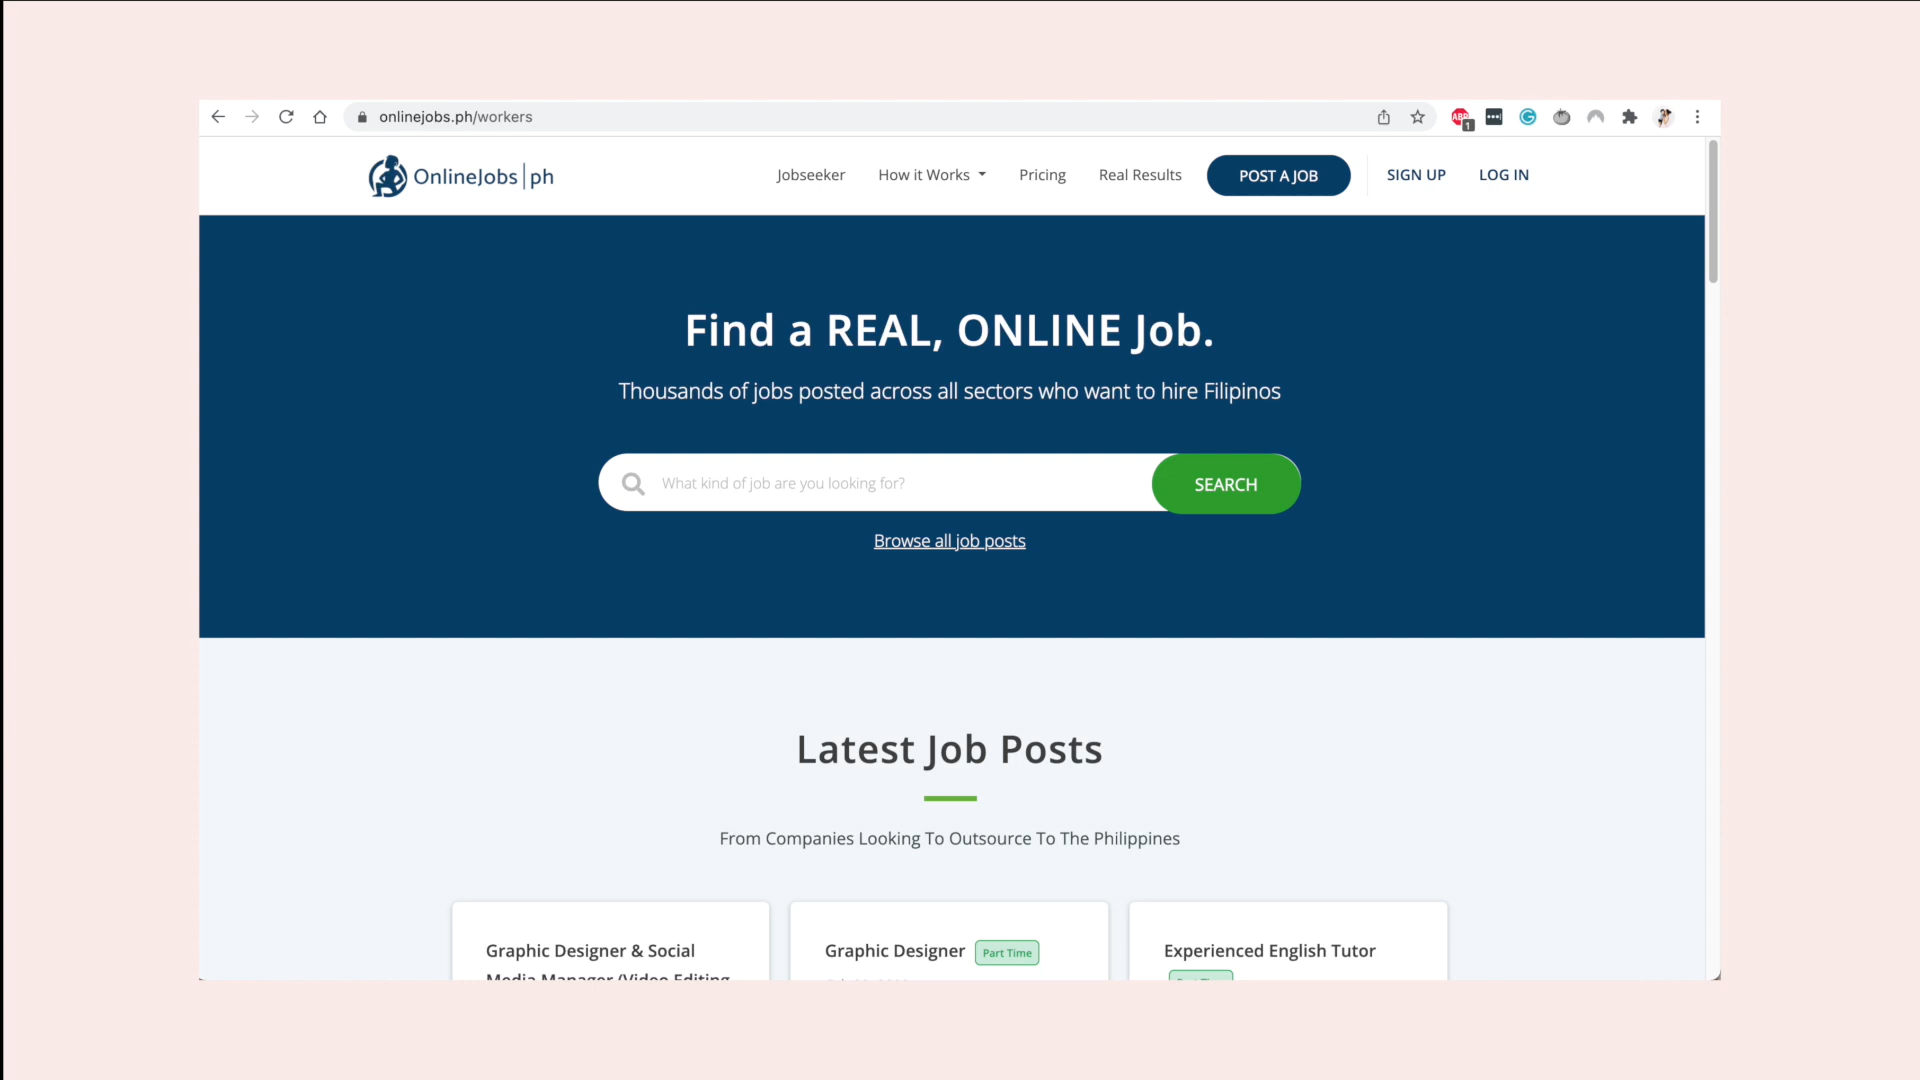 onlinejobs.ph/workers
ABP
1
OnlineJobs|ph
Jobseeker
How it Works
Pricing
Real Results
POST A JOB
SIGN UP
LOG IN
Find a REAL, ONLINE Job.
Thousands of jobs posted across all sectors who want to hire Filipinos
What kind of job are you looking for?
SEARCH
Browse all job posts
Latest Job Posts
From Companies Looking To Outsource To The Philippines
Graphic Designer & Social
Media Manager (Video Editing
Graphic Designer
Part Time
Experienced English Tutor